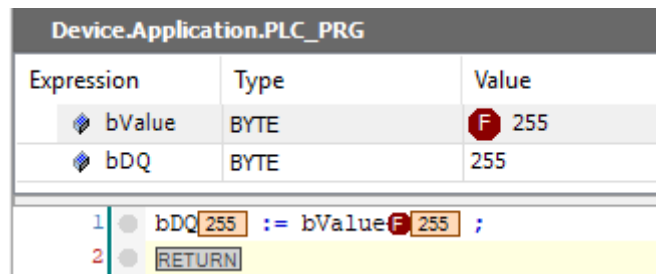 Device.Application.PLC_PRG
Expression Type Value
bValue BYTE F 255
bDQ BYTE 255
1 bDQ 255 := bValue F 255 ;
2 RETURN